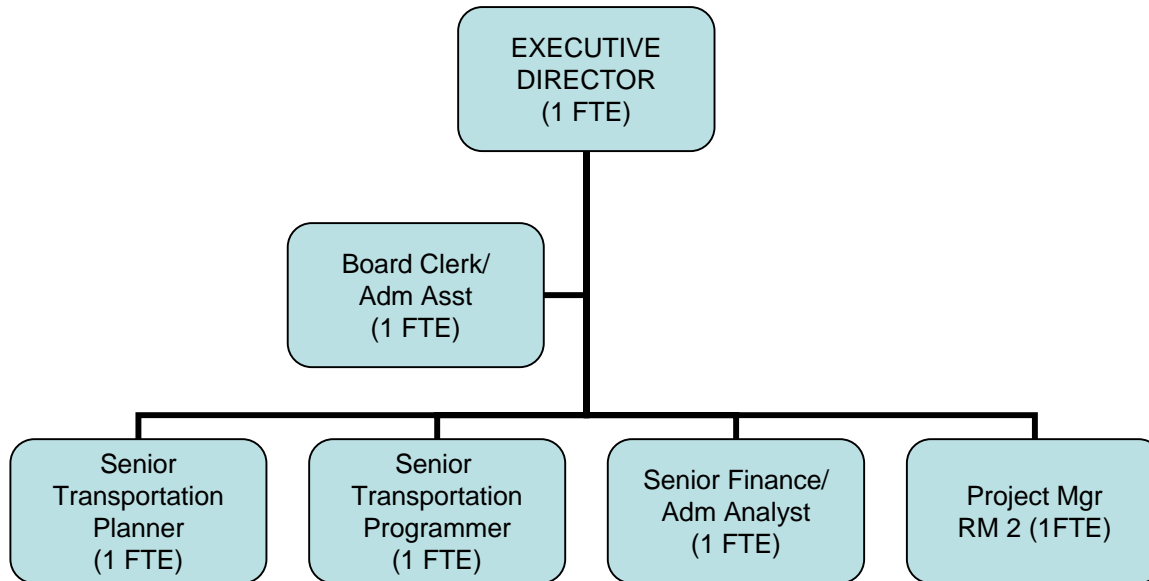 EXECUTIVE
DIRECTOR
(1 FTE)
Board Clerk/
Adm Asst
(1 FTE)
Senior
Transportation
Planner
(1 FTE)
Senior
Transportation
Programmer
(1 FTE)
Senior Finance/
Adm Analyst
(1 FTE)
Project Mgr
RM 2 (1FTE)